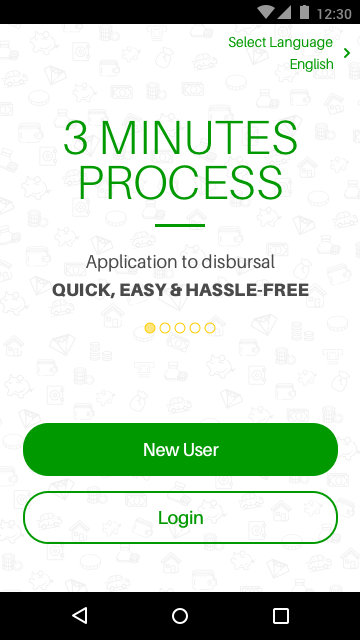 12:30
Select Language
English
3 MINUTES
PROCESS
Application to disbursal
QUICK, EASY & HASSLE-FREE
New User
Login